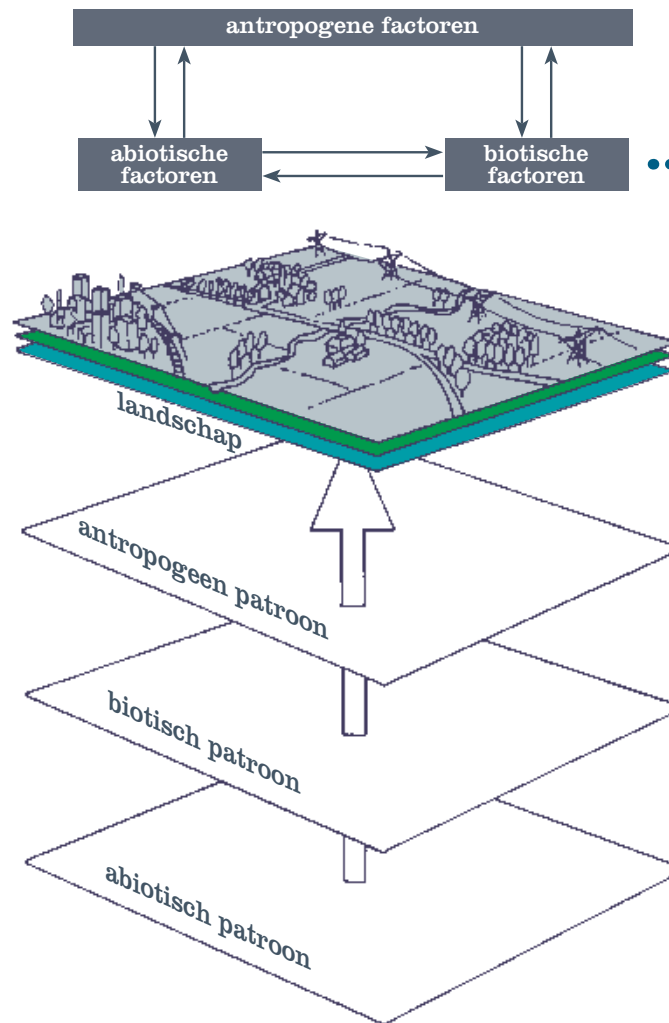 antropogene factoren
abiotische
factoren
biotische
factoren
landschap
antropogeen patroon
biotisch patroon
abiotisch patroon